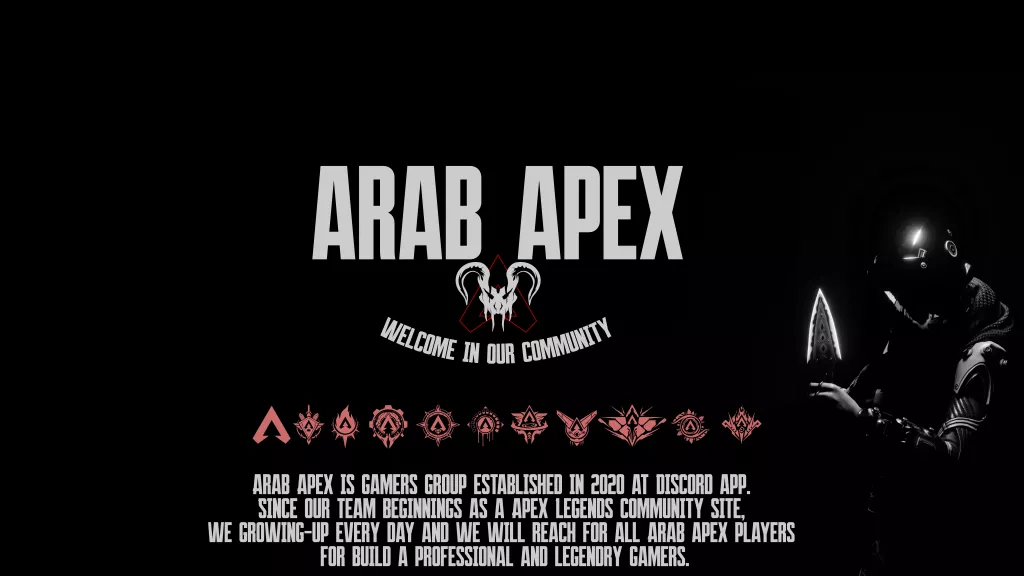 ARAB APEX
WELCOME IN OUR COMMUNITY
ARAB APEX IS GAMERS GROUP ESTABLISHED IN 2020 AT DISCORD APP.
SINCE OUR TEAM BEGINNINGS AS A APEX LEGENDS COMMUNITY SITE,
WE GROWING-UP EVERY DAY AND WE WILL REACH FOR ALL ARAB APEX PLAYERS
FOR BUILD A PROFESSIONAL AND LEGENDRY GAMERS.